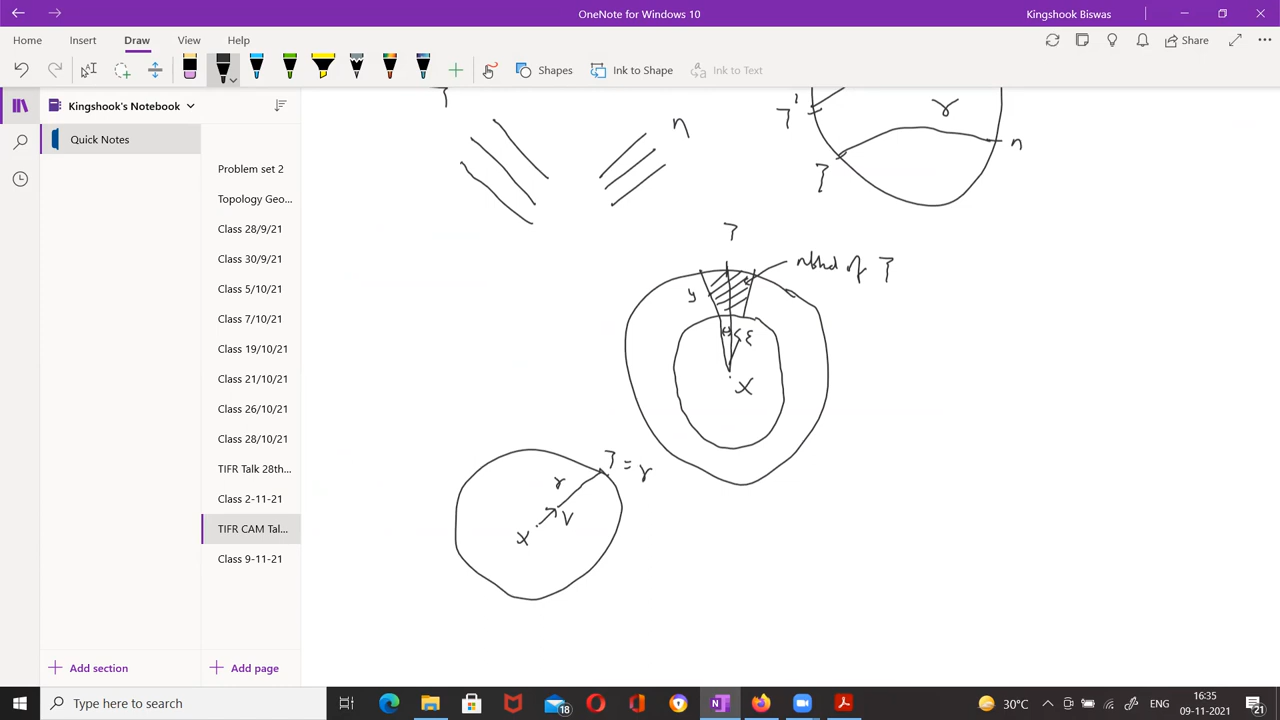 OneNote for Windows 10
Kingshook Biswas
Home Insert Draw View Help
Share
Shapes
Ink to Shape
Ink to Text
Kingshook's Notebook
Quick Notes
Problem set 2
Topology Geo...
Class 28/9/21
Class 30/9/21
Class 5/10/21
Class 7/10/21
Class 19/10/21
Class 21/10/21
Class 26/10/21
Class 28/10/21
TIFR Talk 28th...
Class 2-11-21
TIFR CAM Tal...
Class 9-11-21
Add section
Add page
η
γ
η
nbhd of ξ
y
ε
x
ξ = γ
γ
v
x
Type here to search
18
30°C
ENG
16:35
09-11-2021
21